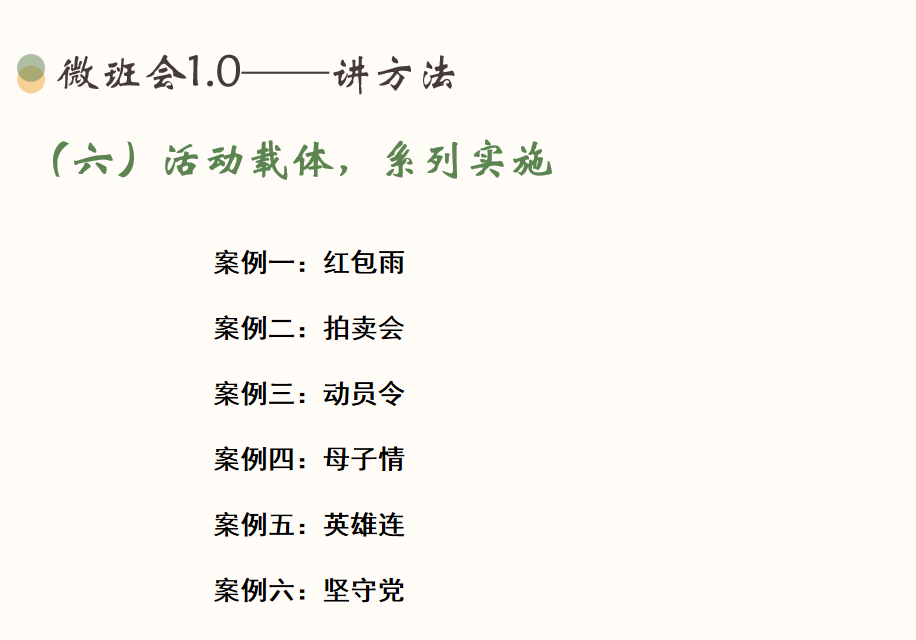 微班会1.0——讲方法
（六）活动载体，系列实施
案例一：红包雨
案例二：拍卖会
案例三：动员令
案例四：母子情
案例五：英雄连
案例六：坚守党